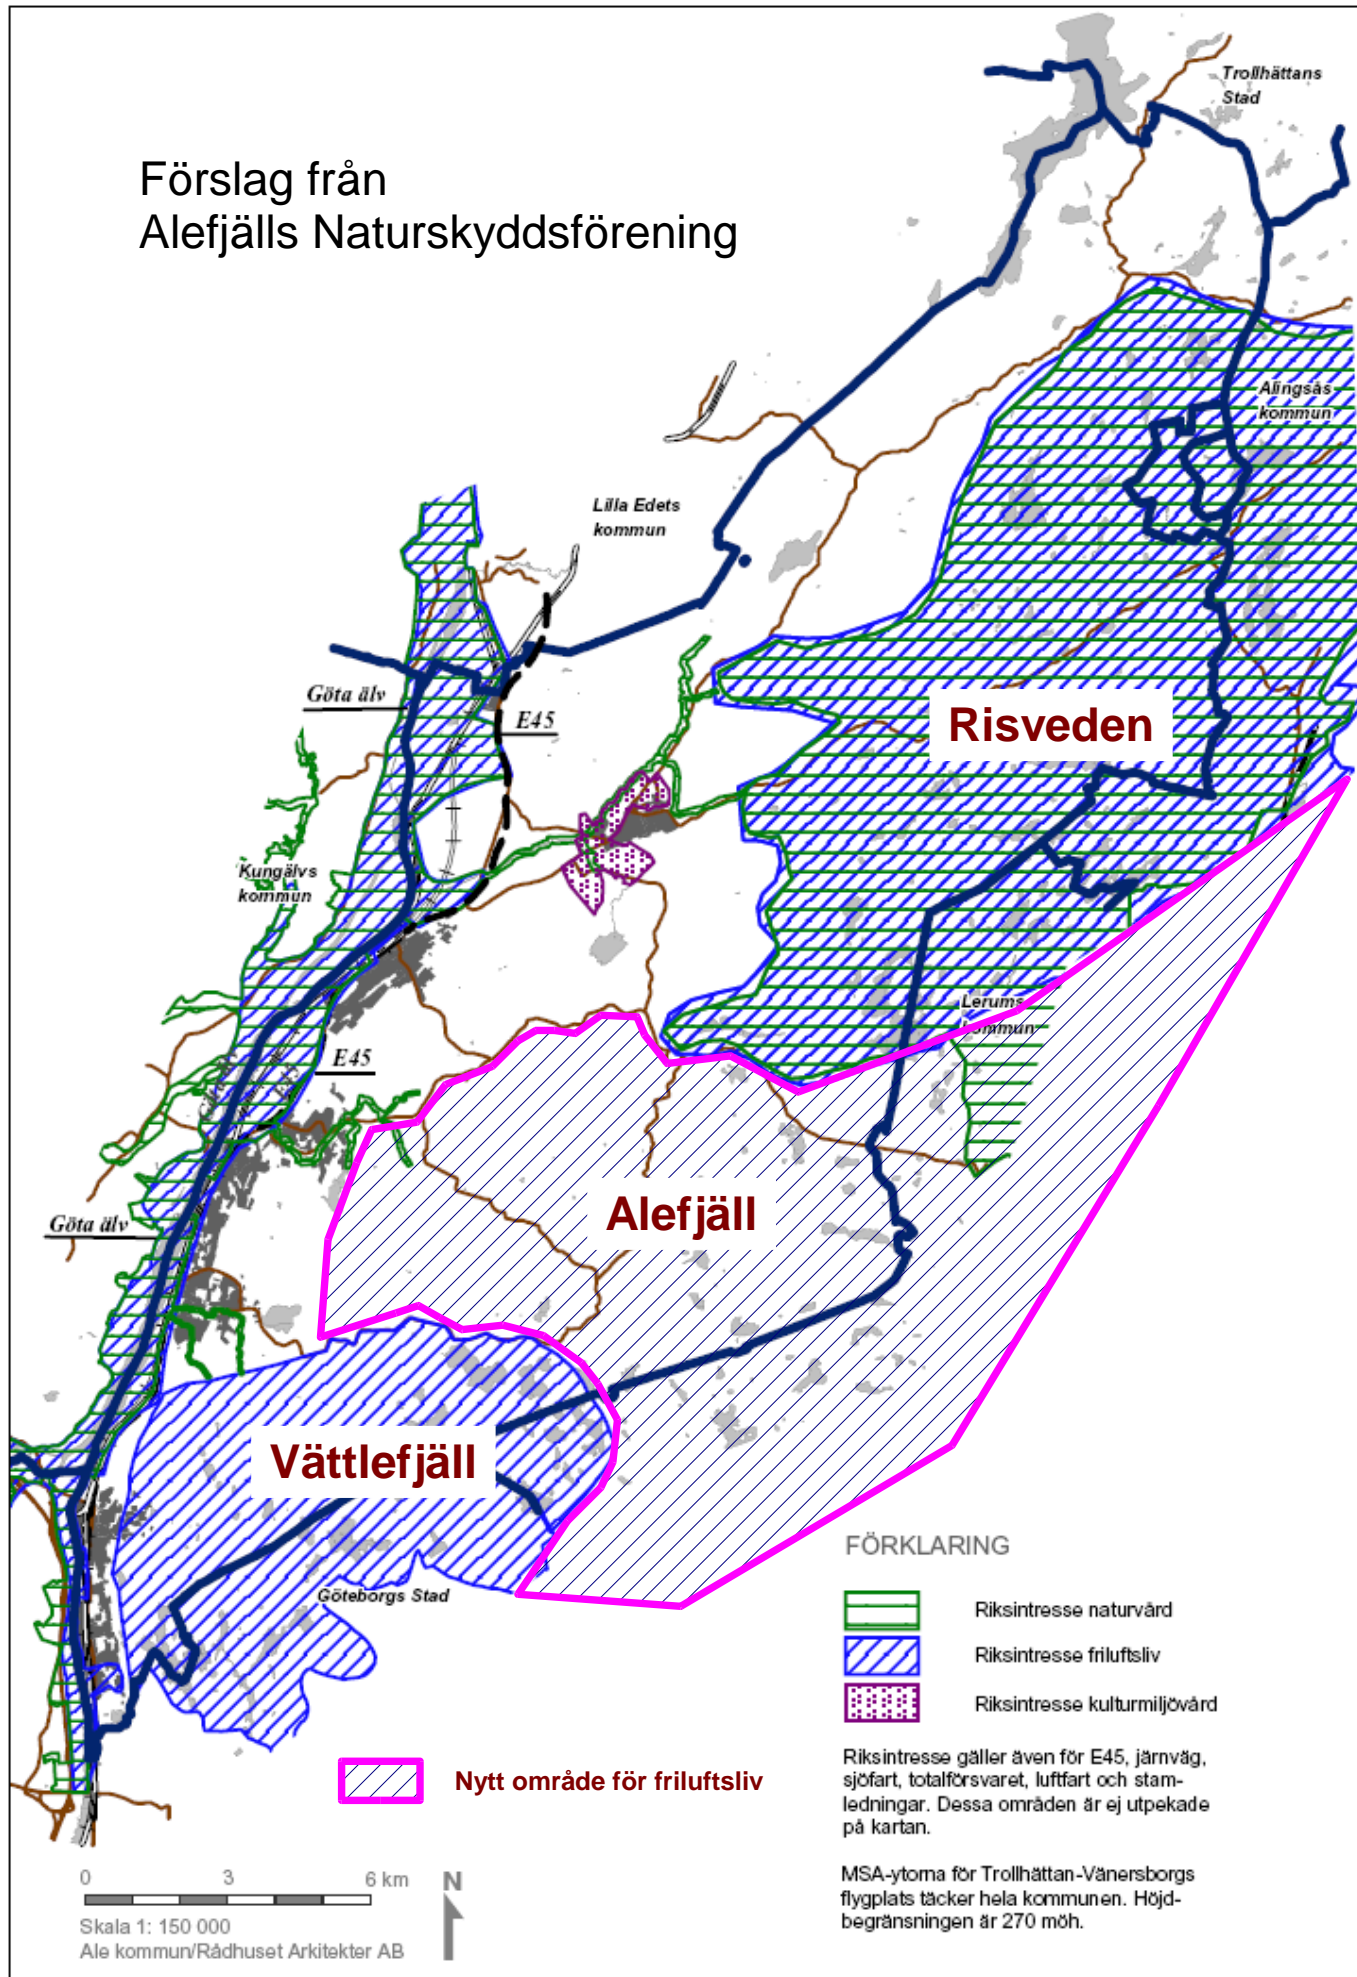 Förslag från
Alefjälls Naturskyddsförening
Trollhättans
Stad
Alingsås
kommun
Lilla Edets
kommun
Göta älv
E45
Risveden
Kungälvs
kommun
Lerums
kommun
E45
Alefjäll
Göta älv
Vättlefjäll
Göteborgs Stad
FÖRKLARING
Riksintresse naturvård
Riksintresse friluftsliv
Riksintresse kulturmiljövård
Nytt område för friluftsliv
Riksintresse gäller även för E45, järnväg,
sjöfart, totalförsvaret, luftfart och stam-
ledningar. Dessa områden är ej utpekade
på kartan.
MSA-ytorna för Trollhättan-Vänersborgs
flygplats täcker hela kommunen. Höjd-
begränsningen är 270 möh.
0 3 6 km
N
Skala 1: 150 000
Ale kommun/Rådhuset Arkitekter AB